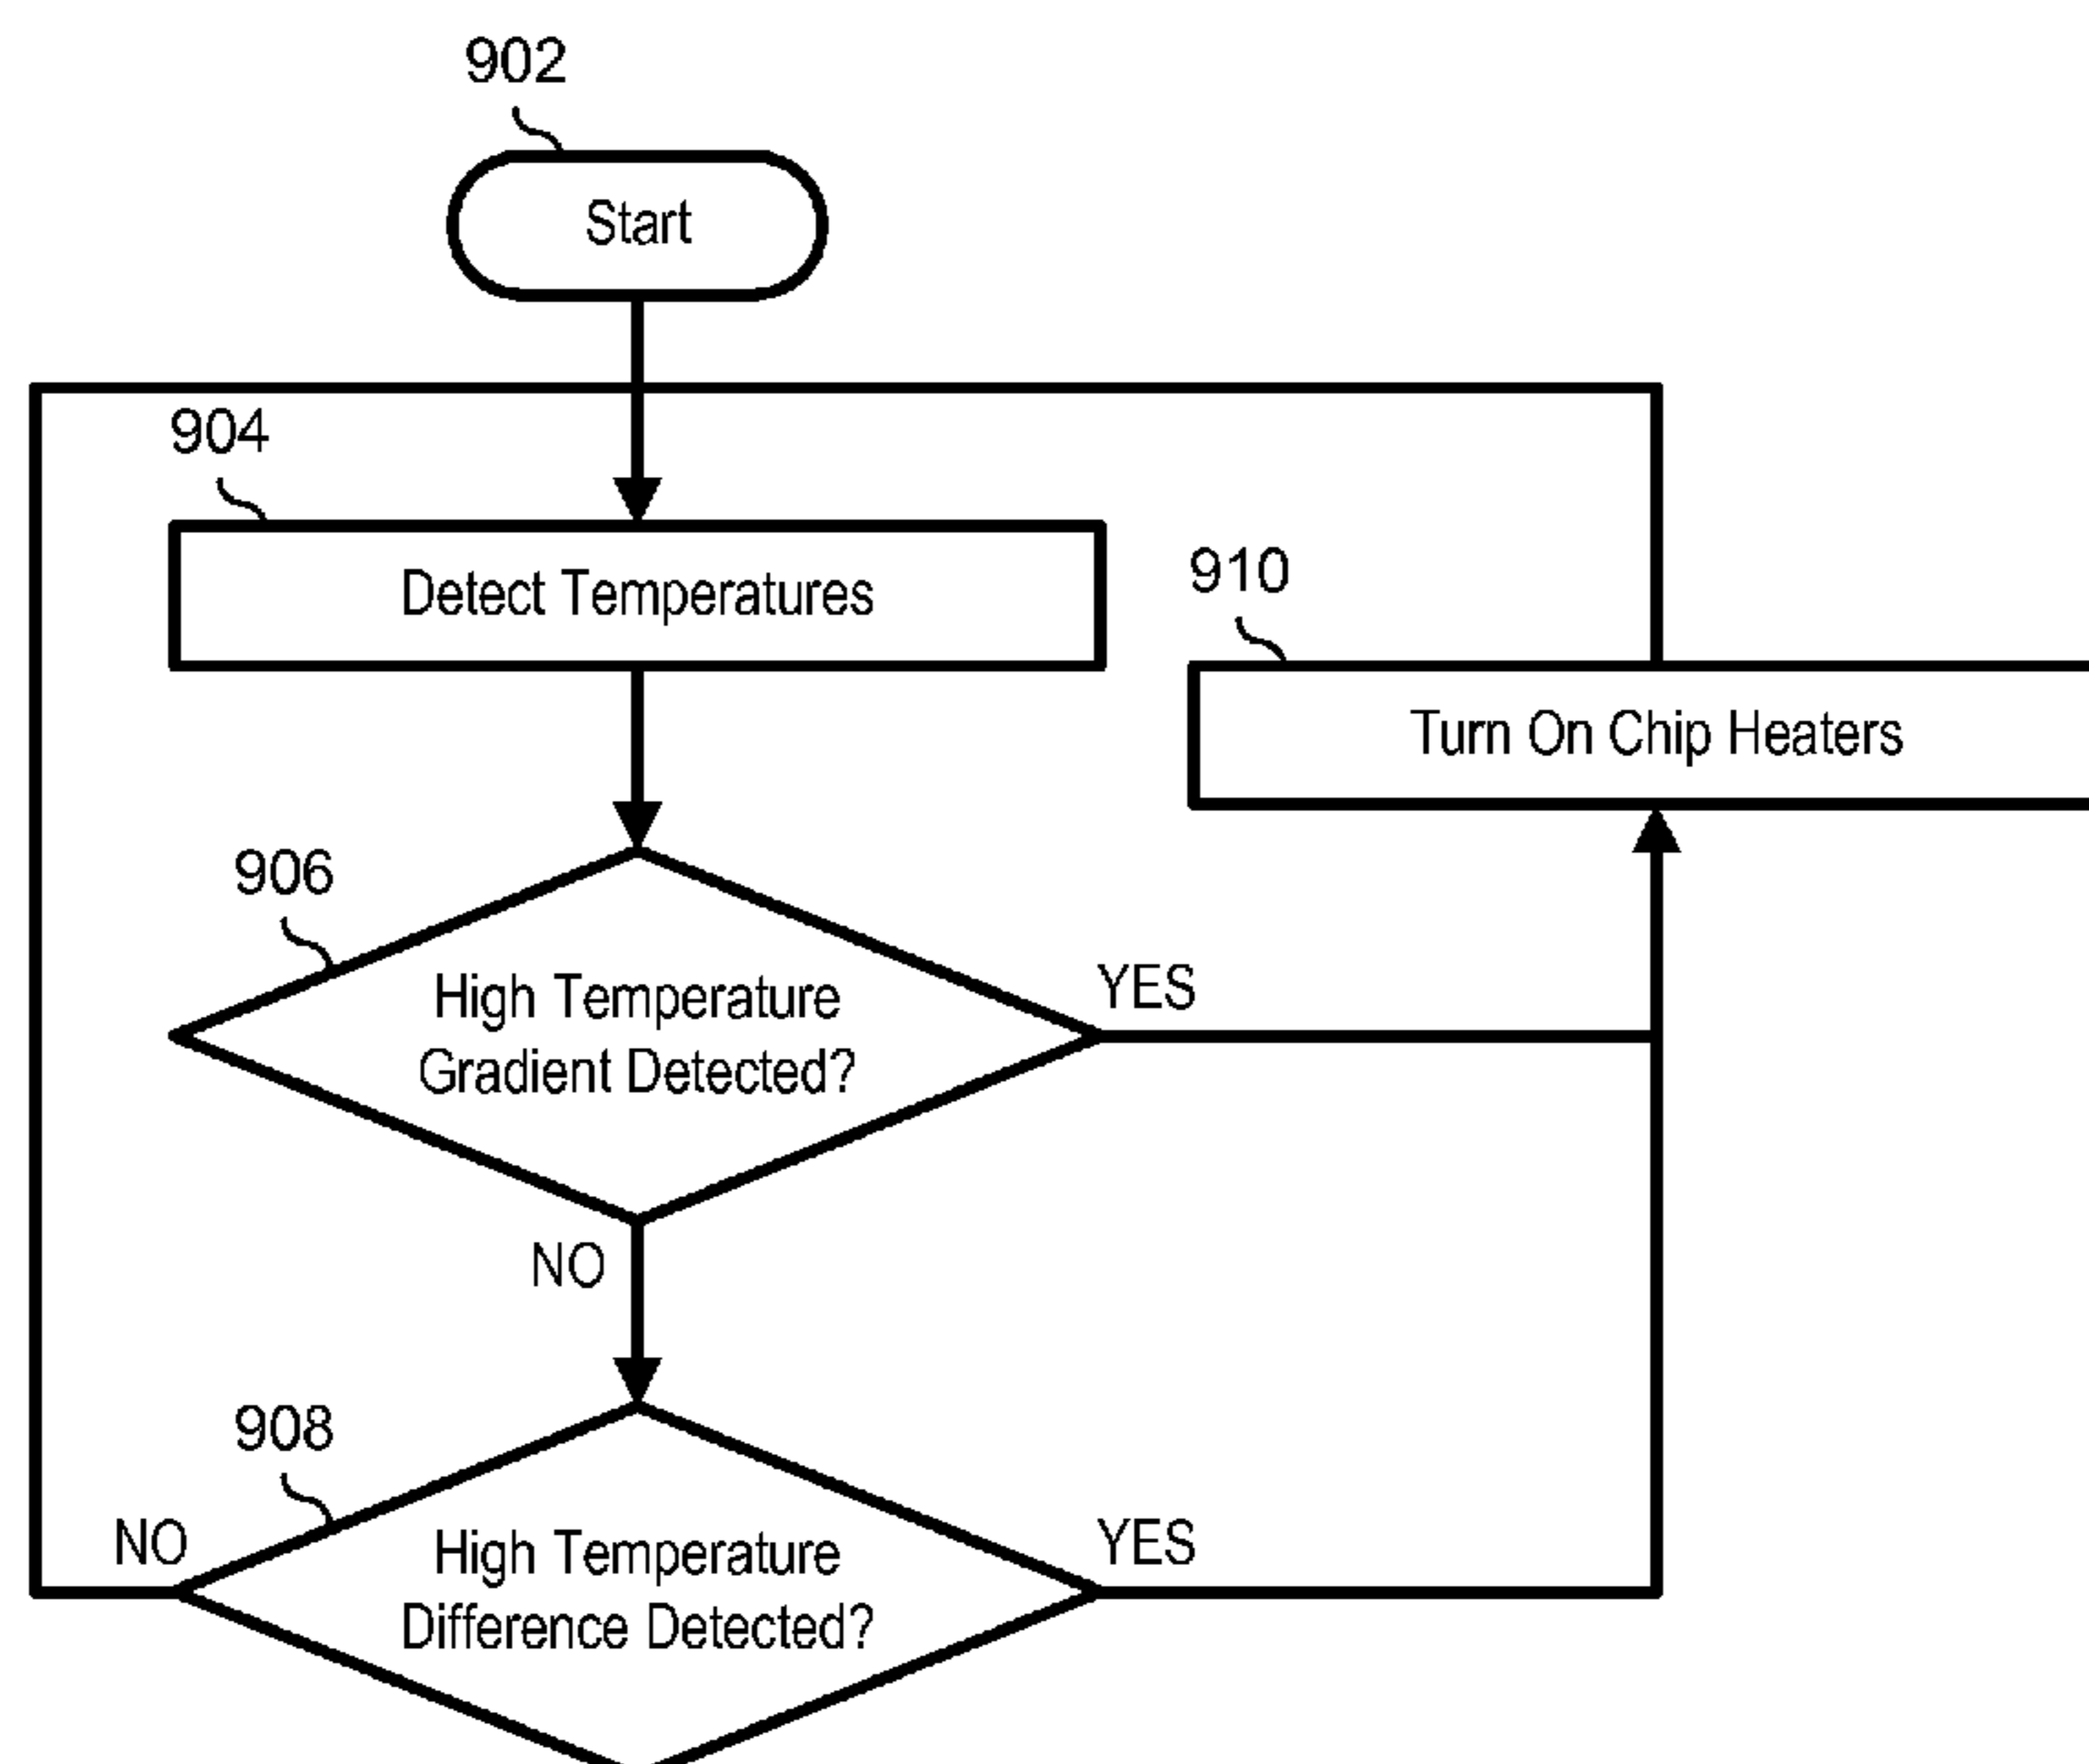 902
Start
904
Detect Temperatures
910
Turn On Chip Heaters
906
High Temperature
Gradient Detected?
YES
NO
908
NO
High Temperature
Difference Detected?
YES